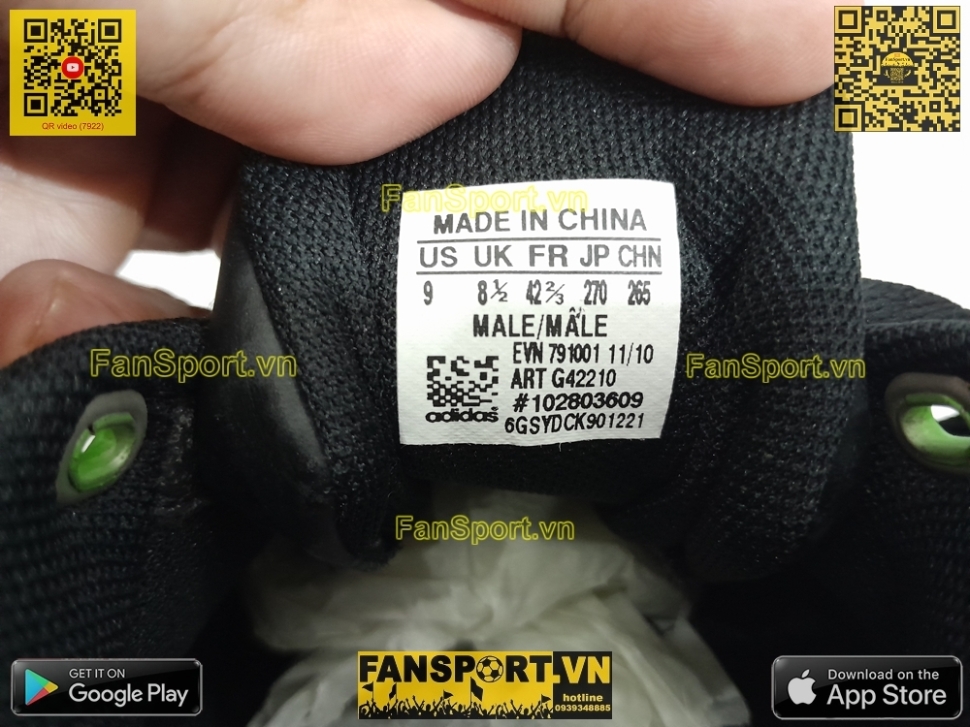 QR video (7922)
FanSport.vn
FanSport.vn
MADE IN CHINA
US UK FR JP CHN
9 8½ 42⅔ 270 265
MALE/MÂLE
EVN 791001 11/10
ART G42210
#102803609
adidas
6GSYDCK901221
FanSport.vn
FanSport.vn
FanSport.vn
GET IT ON
Google Play
FANSPORT.VN
hotline
0939348885
Download on the
App Store